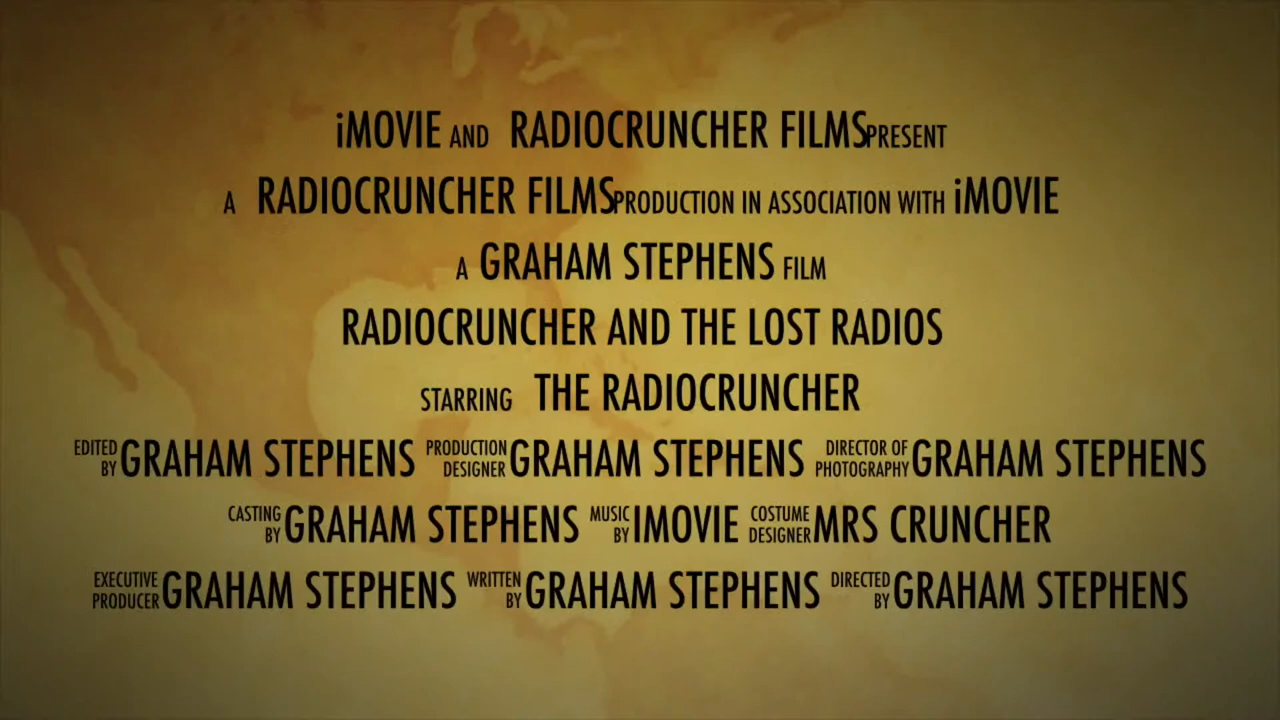 iMOVIE AND RADIOCRUNCHER FILMS PRESENT
A RADIOCRUNCHER FILMS PRODUCTION IN ASSOCIATION WITH iMOVIE
A GRAHAM STEPHENS FILM
RADIOCRUNCHER AND THE LOST RADIOS
STARRING THE RADIOCRUNCHER
EDITED BY GRAHAM STEPHENS PRODUCTION DESIGNER GRAHAM STEPHENS DIRECTOR OF PHOTOGRAPHY GRAHAM STEPHENS
CASTING BY GRAHAM STEPHENS MUSIC BY IMOVIE COSTUME DESIGNER MRS CRUNCHER
EXECUTIVE PRODUCER GRAHAM STEPHENS WRITTEN BY GRAHAM STEPHENS DIRECTED BY GRAHAM STEPHENS